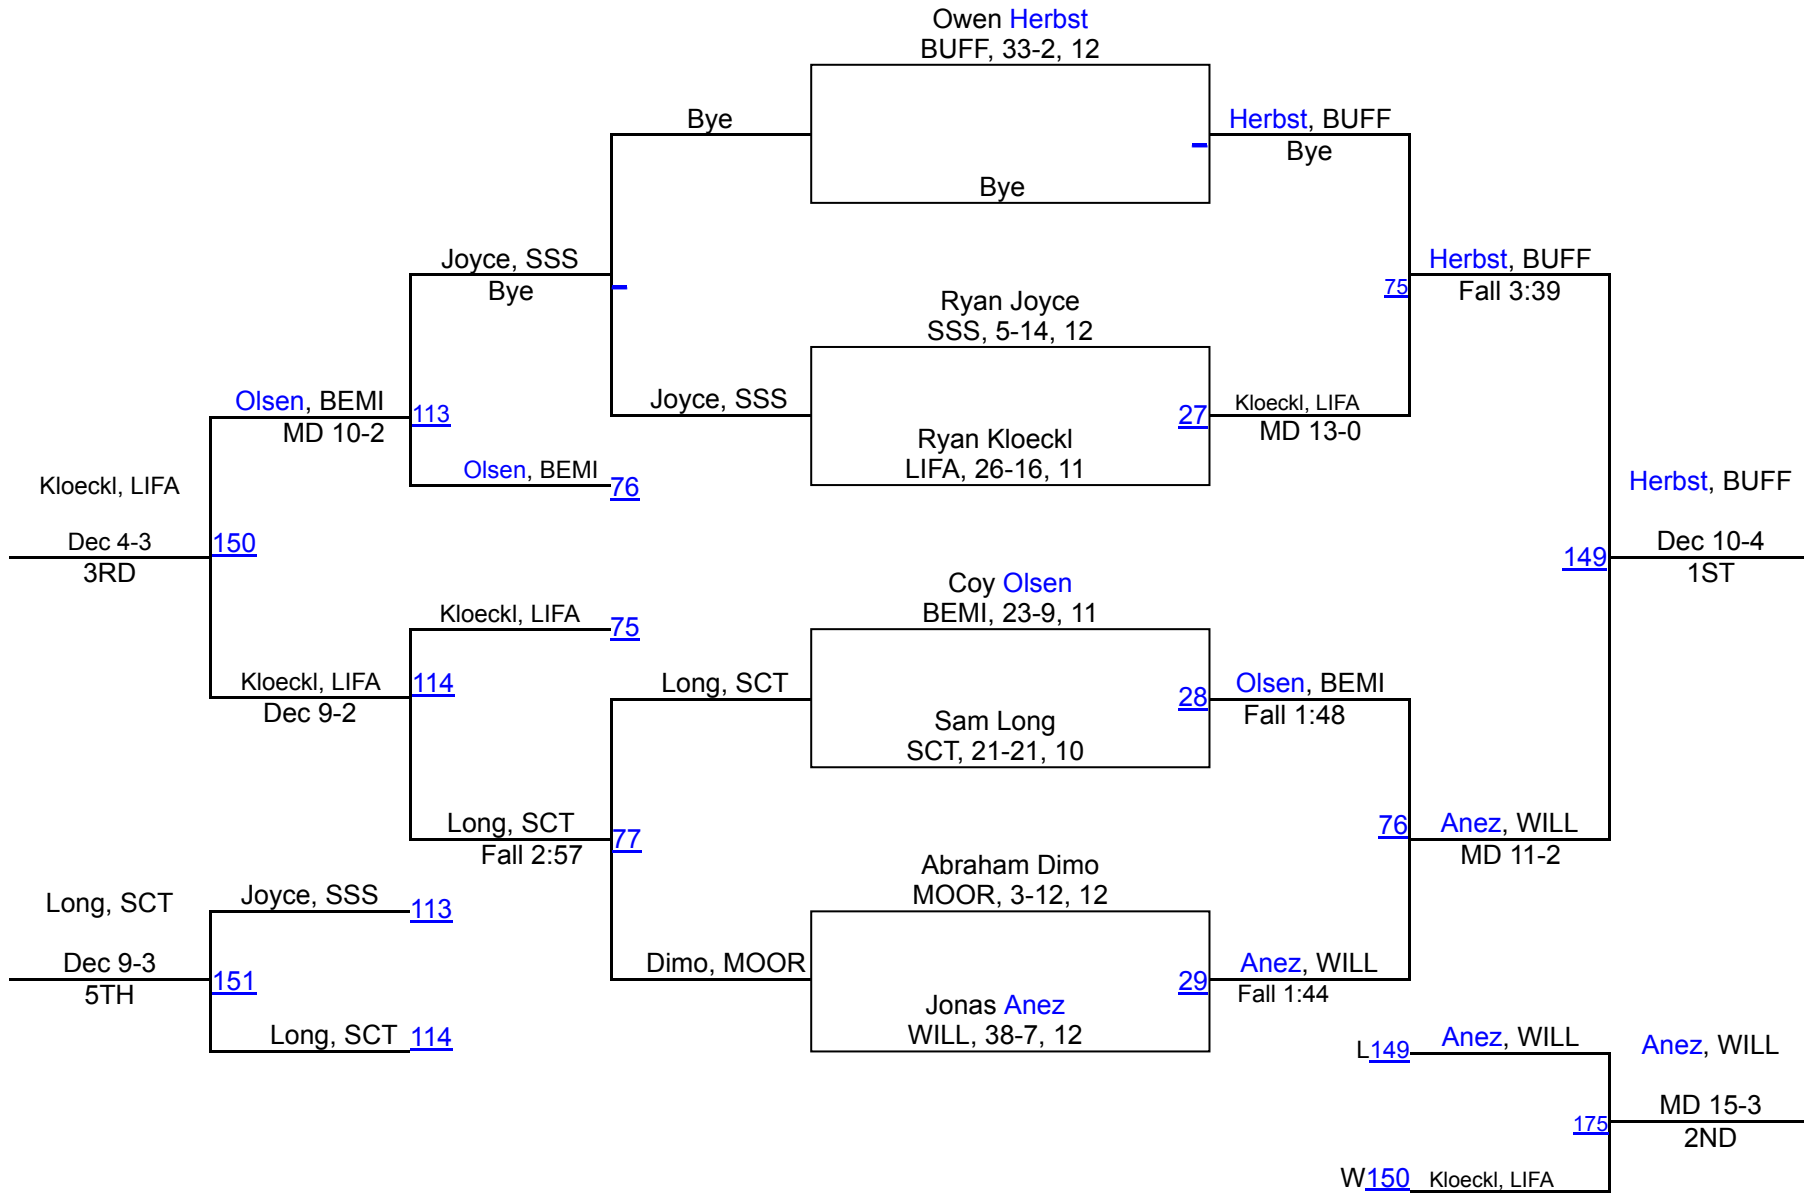 Owen Herbst
BUFF, 33-2, 12
Bye
Herbst, BUFF
Bye
Bye
Joyce, SSS
Bye
Herbst, BUFF
75
Fall 3:39
Ryan Joyce
SSS, 5-14, 12
Olsen, BEMI
113
MD 10-2
Joyce, SSS
27
Kloeckl, LIFA
MD 13-0
Ryan Kloeckl
LIFA, 26-16, 11
Olsen, BEMI
76
Kloeckl, LIFA
Dec 4-3
150
3RD
Herbst, BUFF
149
Dec 10-4
1ST
Coy Olsen
BEMI, 23-9, 11
Kloeckl, LIFA
75
Kloeckl, LIFA
114
Dec 9-2
Long, SCT
28
Olsen, BEMI
Fall 1:48
Sam Long
SCT, 21-21, 10
Long, SCT
77
Fall 2:57
76
Anez, WILL
MD 11-2
Abraham Dimo
MOOR, 3-12, 12
Long, SCT
Joyce, SSS
113
Dec 9-3
151
5TH
Dimo, MOOR
29
Anez, WILL
Fall 1:44
Jonas Anez
WILL, 38-7, 12
Long, SCT
114
L149
Anez, WILL
Anez, WILL
MD 15-3
175
2ND
W150
Kloeckl, LIFA